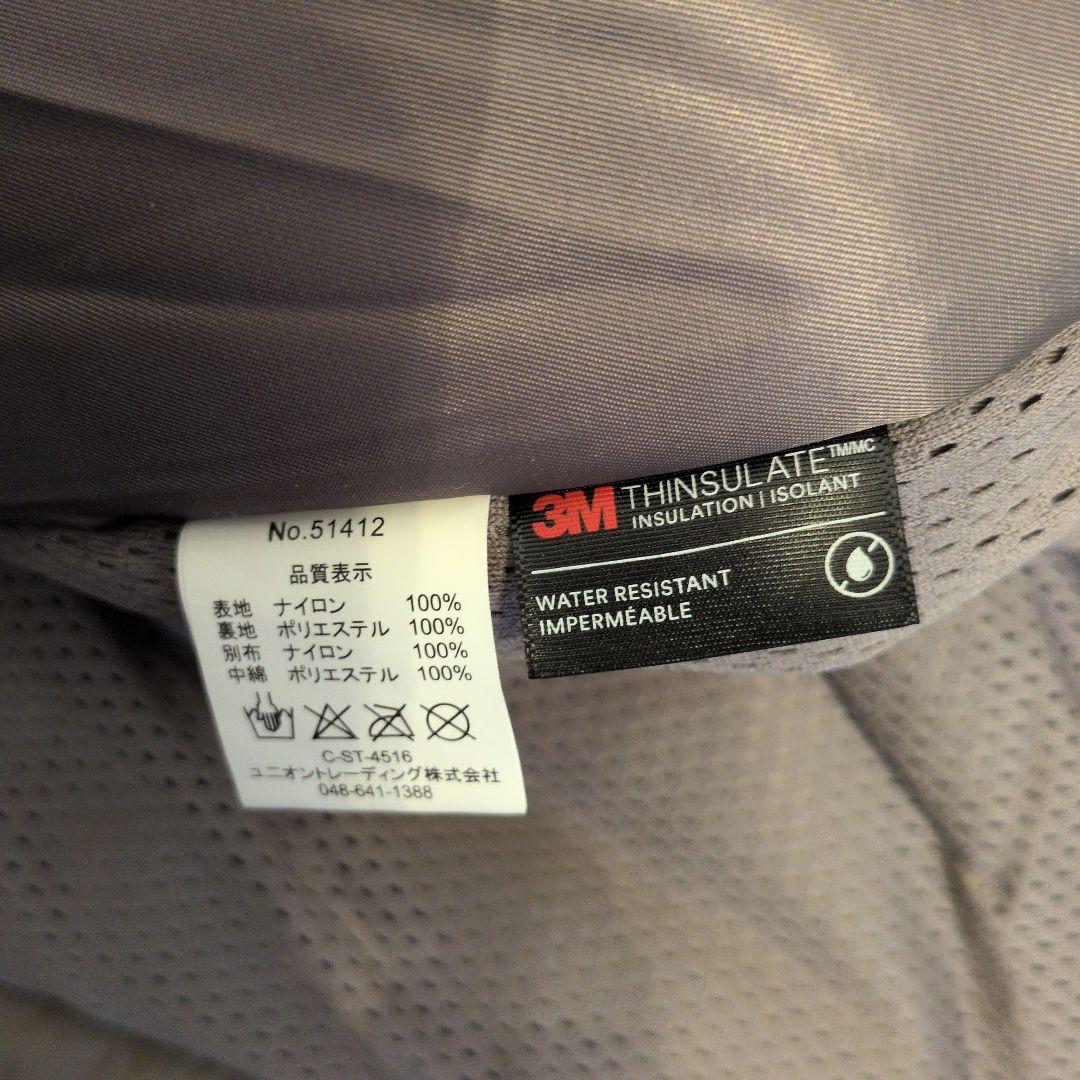 No.51412
品質表示
表地 ナイロン 100%
裏地 ポリエステル 100%
別布 ナイロン 100%
中綿 ポリエステル 100%
C-ST-4516
ユニオントレーディング株式会社
048-641-1388
3M THINSULATE TM/MC
INSULATION | ISOLANT
WATER RESISTANT
IMPERMÉABLE